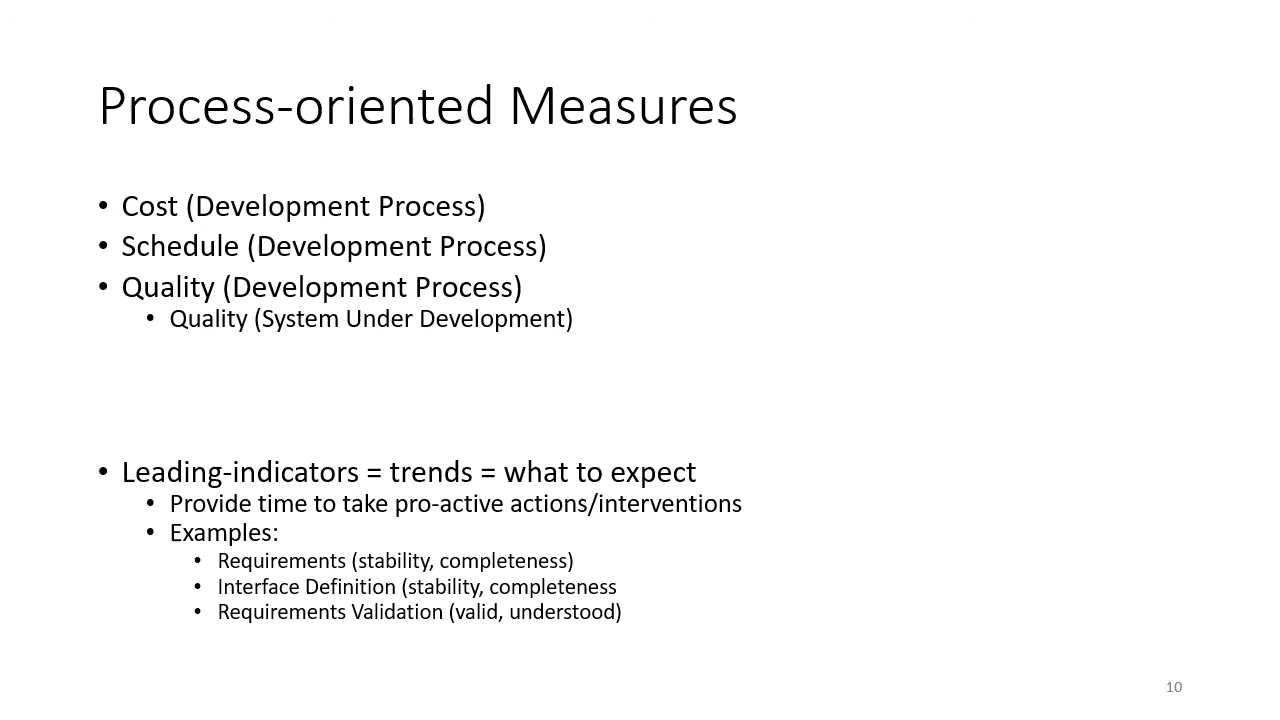 Process-oriented Measures
• Cost (Development Process)
• Schedule (Development Process)
• Quality (Development Process)
• Quality (System Under Development)
• Leading-indicators = trends = what to expect
• Provide time to take pro-active actions/interventions
• Examples:
• Requirements (stability, completeness)
• Interface Definition (stability, completeness
• Requirements Validation (valid, understood)
10